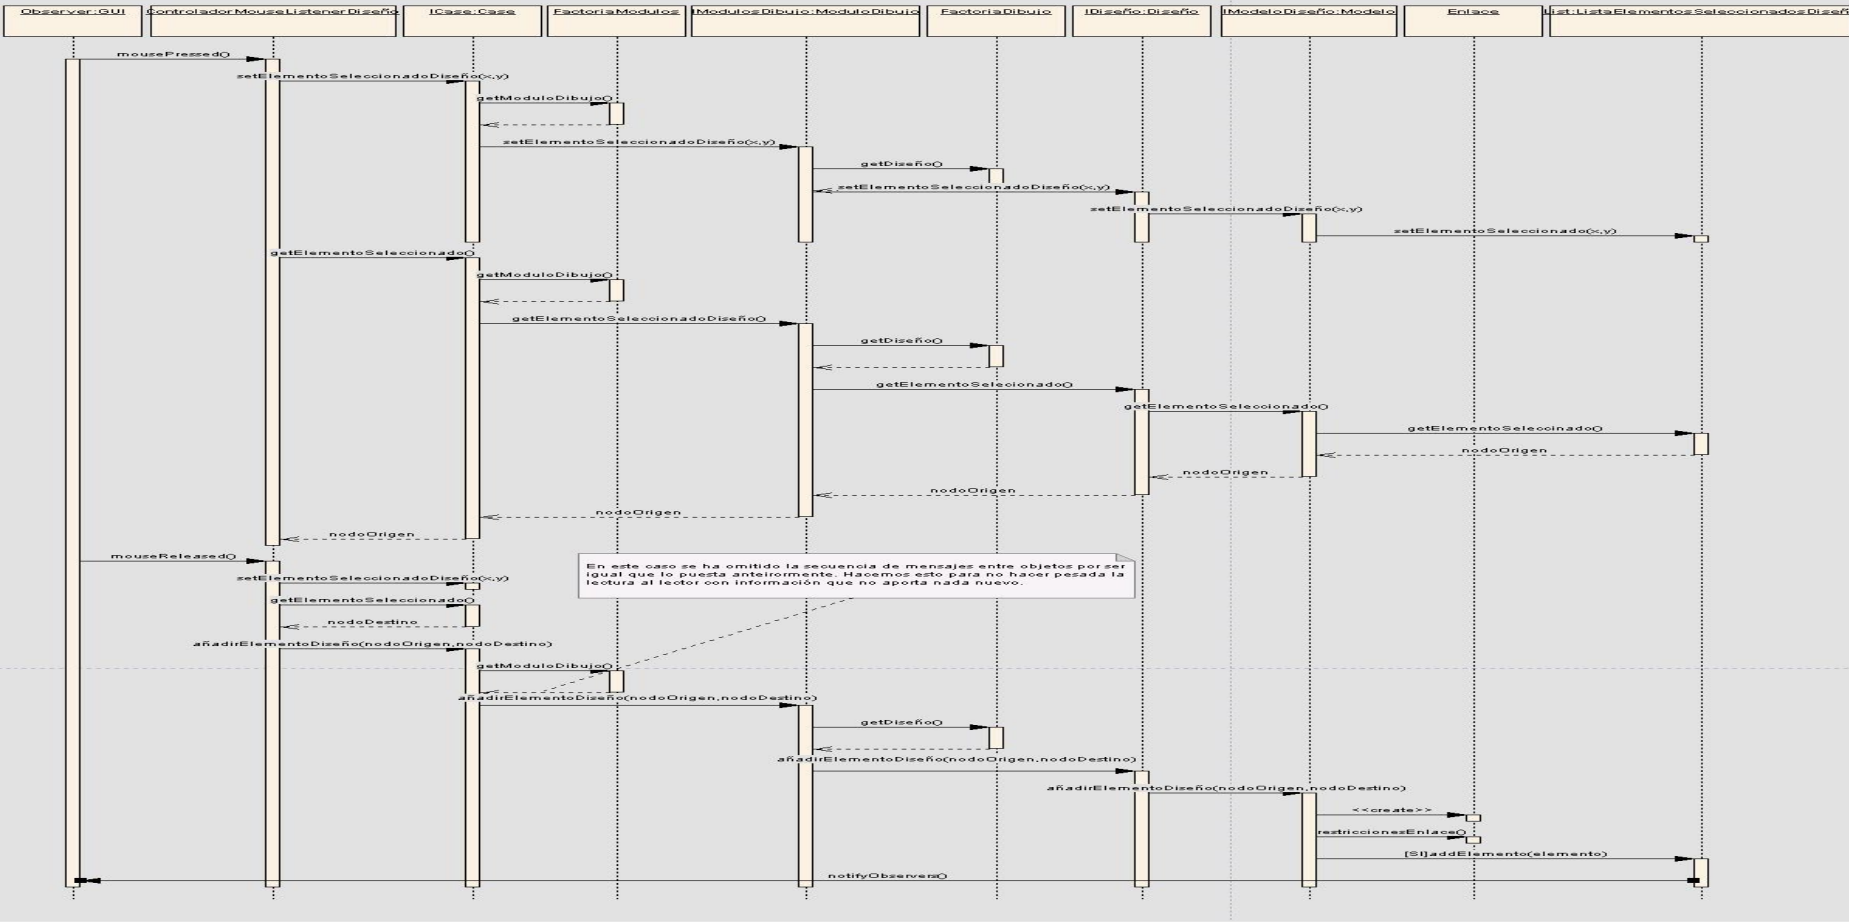 Observer:GUI
ControladorMouseListenerDiseño
ICase:Case
FactoriaModulos
IModulosDibujo:ModuloDibujo
FactoriaDibujo
IDiseño:Diseño
IModeloDiseño:Modelo
Enlace
List:ListaElementosSeleccionadosDiseñ
mousePressed()
setElementoSeleccionadoDiseño(x,y)
getModuloDibujo()
setElementoSeleccionadoDiseño(x,y)
getDiseño()
setElementoSeleccionadoDiseño(x,y)
setElementoSeleccionadoDiseño(x,y)
setElementoSeleccionado(x,y)
getElementoSeleccionado()
getModuloDibujo()
getElementoSeleccionadoDiseño()
getDiseño()
getElementoSelecionado()
getElementoSeleccionado()
getElementoSeleccinado()
nodoOrigen
nodoOrigen
nodoOrigen
nodoOrigen
nodoOrigen
mouseReleased()
En este caso se ha omitido la secuencia de mensajes entre objetos por ser
igual que lo puesta anteirormente. Hacemos esto para no hacer pesada la
lectura al lector con información que no aporta nada nuevo.
setElementoSeleccionadoDiseño(x,y)
getElementoSeleccionado()
nodoDestino
añadirElementoDiseño(nodoOrigen,nodoDestino)
getModuloDibujo()
añadirElementoDiseño(nodoOrigen,nodoDestino)
getDiseño()
añadirElementoDiseño(nodoOrigen,nodoDestino)
añadirElementoDiseño(nodoOrigen,nodoDestino)
<<create>>
restriccionesEnlace()
[SI]addElemento(elemento)
notifyObservers()